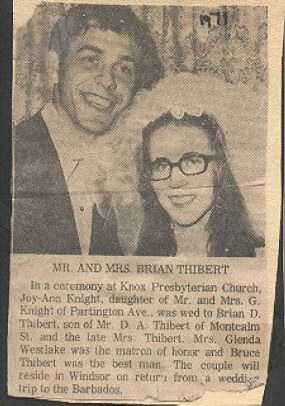 1971
MR. AND MRS. BRIAN THIBERT
In a ceremony at Knox Presbyterian Church,
Joy-Ann Knight, daughter of Mr. and Mrs. G.
Knight of Partington Ave., was wed to Brian D.
Thibert, son of Mr. D. A. Thibert of Montcalm
St. and the late Mrs. Thibert. Mrs. Glenda
Westlake was the matron of honor and Bruce
Thibert was the best man. The couple will
reside in Windsor on return from a wedding
trip to the Barbados.